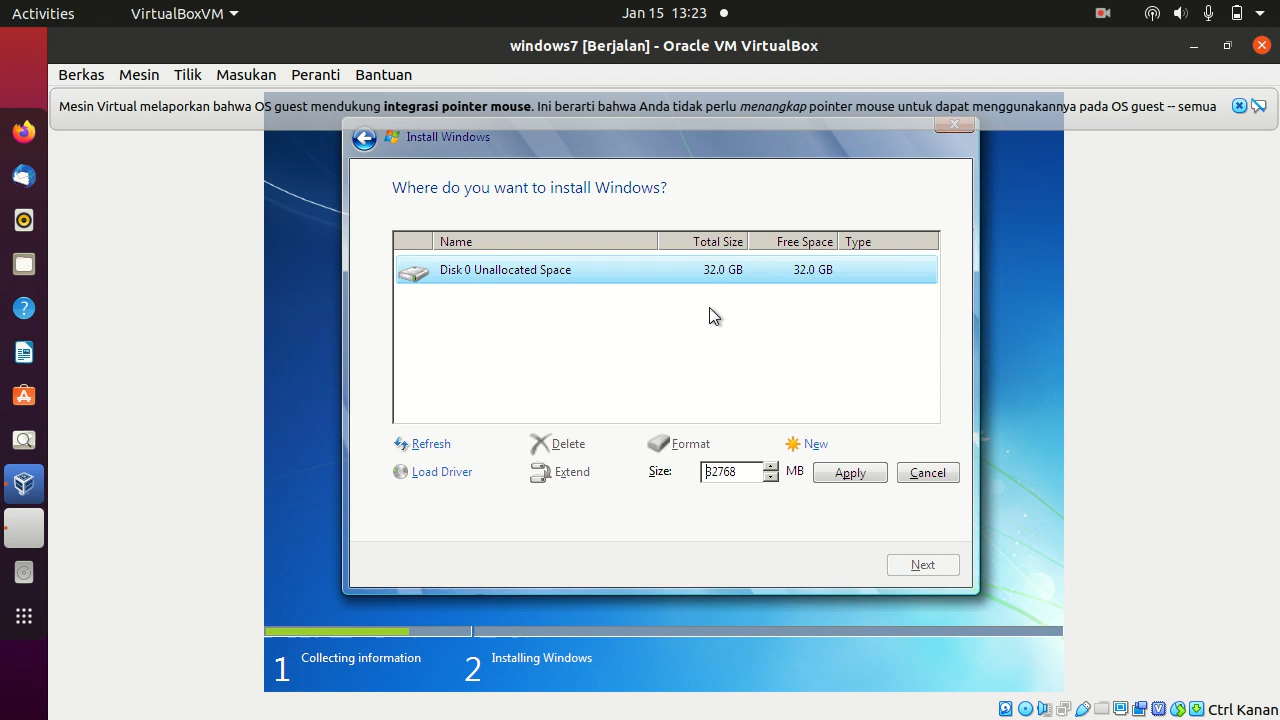 Activities VirtualBoxVM Jan 15 13:23
windows7 [Berjalan] - Oracle VM VirtualBox
Berkas Mesin Tilik Masukan Peranti Bantuan
Mesin Virtual melaporkan bahwa OS guest mendukung integrasi pointer mouse. Ini berarti bahwa Anda tidak perlu menangkap pointer mouse untuk dapat menggunakannya pada OS guest -- semua
Install Windows
Where do you want to install Windows?
Name Total Size Free Space Type
Disk 0 Unallocated Space 32.0 GB 32.0 GB
Refresh Delete Format New
Load Driver Extend Size: 32768 MB Apply Cancel
Next
1 Collecting information 2 Installing Windows
Ctrl Kanan